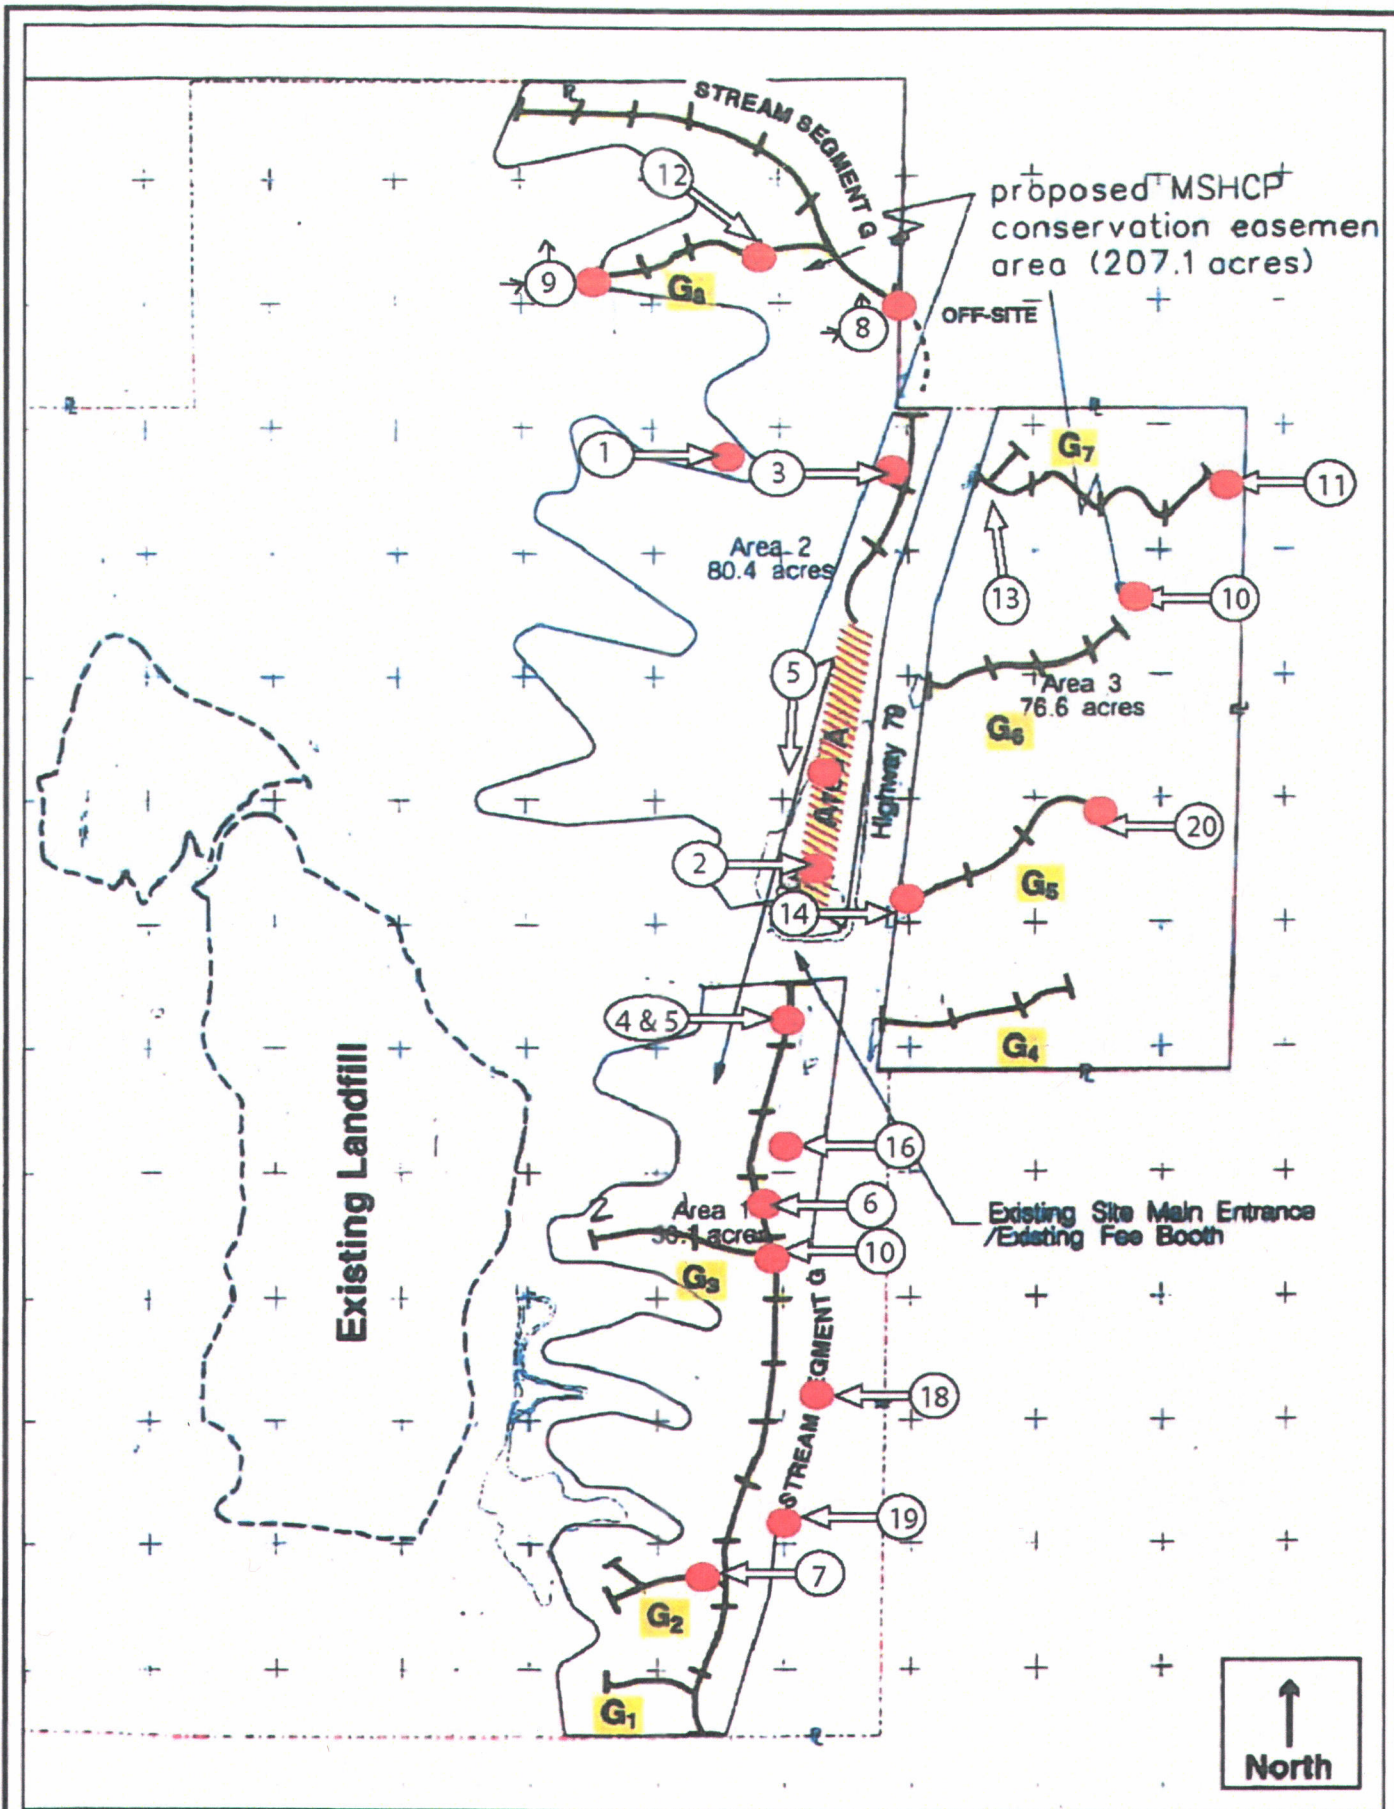 STREAM SEGMENT G
12
proposed MSHCP
conservation easemen
area (207.1 acres)
9
G8
8
OFF-SITE
1
3
G7
11
Area 2
80.4 acres
13
10
5
Area 3
76.6 acres
G6
Highway 79
20
2
G5
14
4 & 5
G4
Existing Landfill
16
Area 1
acres
6
Existing Site Main Entrance
/Existing Fee Booth
10
G3
STREAM SEGMENT G
18
19
7
G2
G1
North